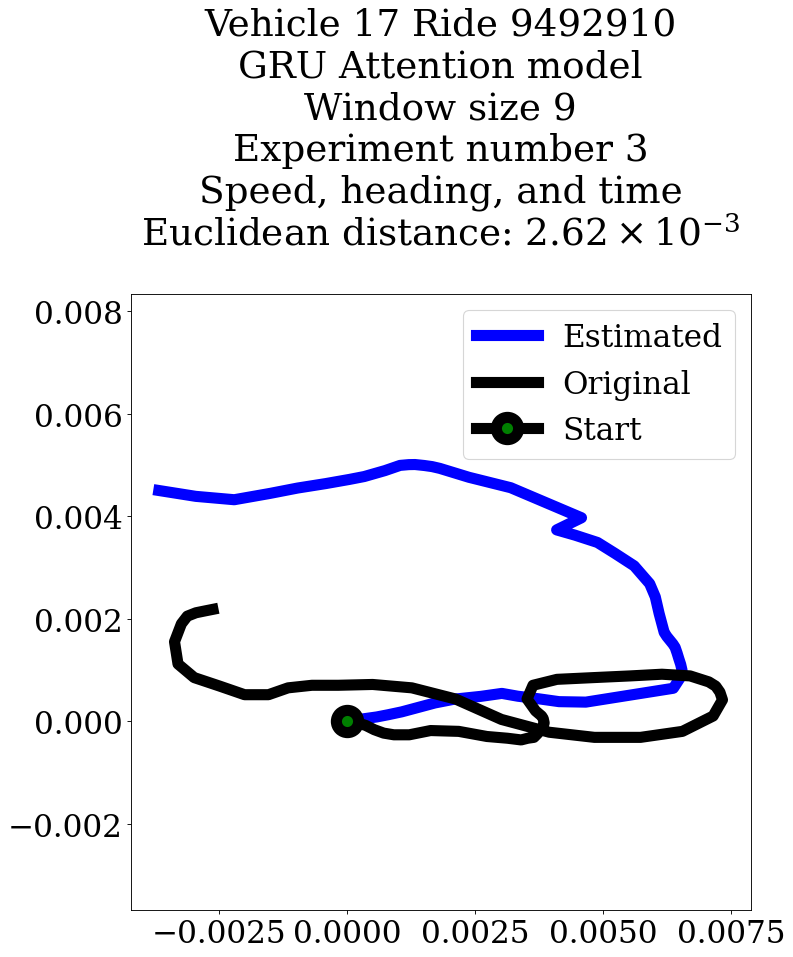 Vehicle 17 Ride 9492910
GRU Attention model
Window size 9
Experiment number 3
Speed, heading, and time
Euclidean distance: 2.62 × 10⁻³
0.008
0.006
0.004
0.002
0.000
−0.002
Estimated
Original
Start
−0.0025 0.0000 0.0025 0.0050 0.0075